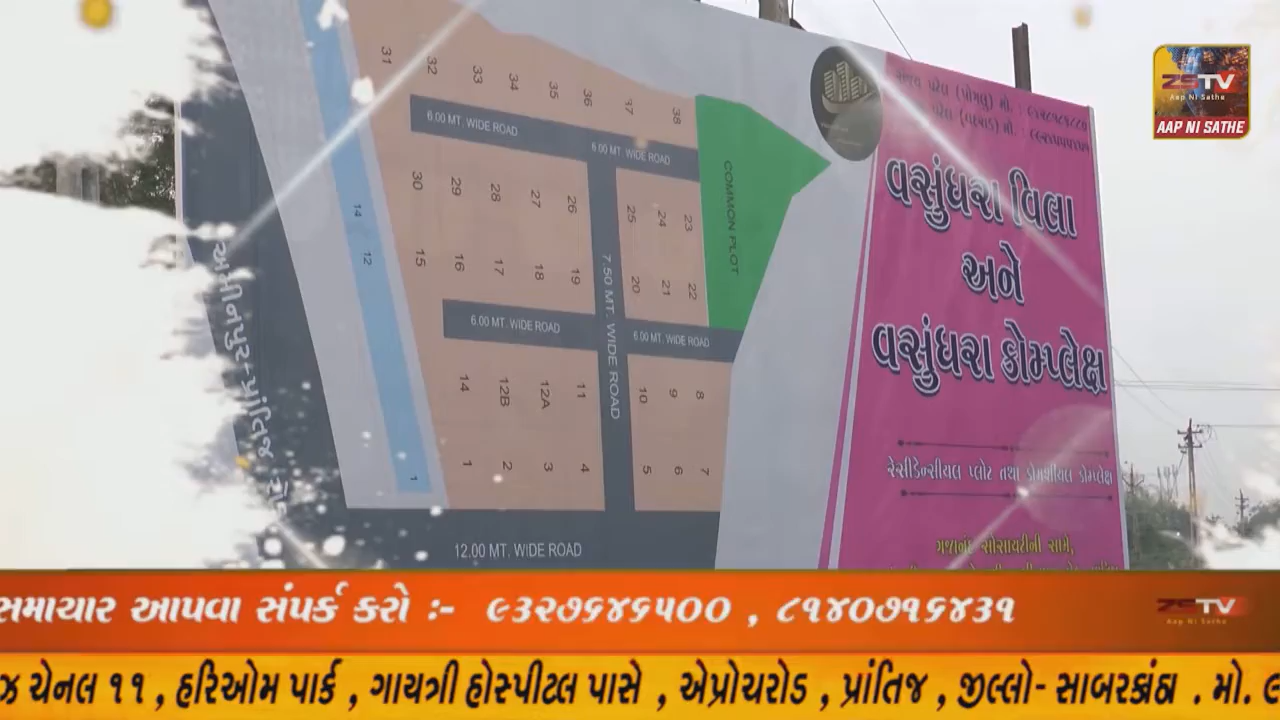 31 32 33 34 35 36 37 38
6.00 MT. WIDE ROAD
6.00 MT. WIDE ROAD
30 29 28 27 26 25 24 23
COMMON PLOT
14
12
15 16 17 18 19 20 21 22
7.50 MT. WIDE ROAD
6.00 MT. WIDE ROAD
6.00 MT. WIDE ROAD
14 12B 12A 11 10 9 8
1
1 2 3 4 5 6 7
12.00 MT. WIDE ROAD
વસુંધરા વિલા
અને
વસુંધરા કોમ્પ્લેક્ષ
રેસીડેન્સીયલ પ્લોટ તથા કોમર્શીયલ કોમ્પ્લેક્ષ
ગજાનંદ સોસાયટીની સામે,
ZSTV
Aap Ni Sathe
AAP NI SATHE
સમાચાર આપવા સંપર્ક કરો :- ૯૩૨૭૬૪૬૫૦૦ , ૮૧૪૦૭૧૬૪૩૧
ZSTV
Aap Ni Sathe
ઝ ચેનલ ૧૧ , હરિઓમ પાર્ક , ગાયત્રી હોસ્પીટલ પાસે , એપ્રોચરોડ , પ્રાંતિજ , જીલ્લો- સાબરકાંઠા . મો. ૯